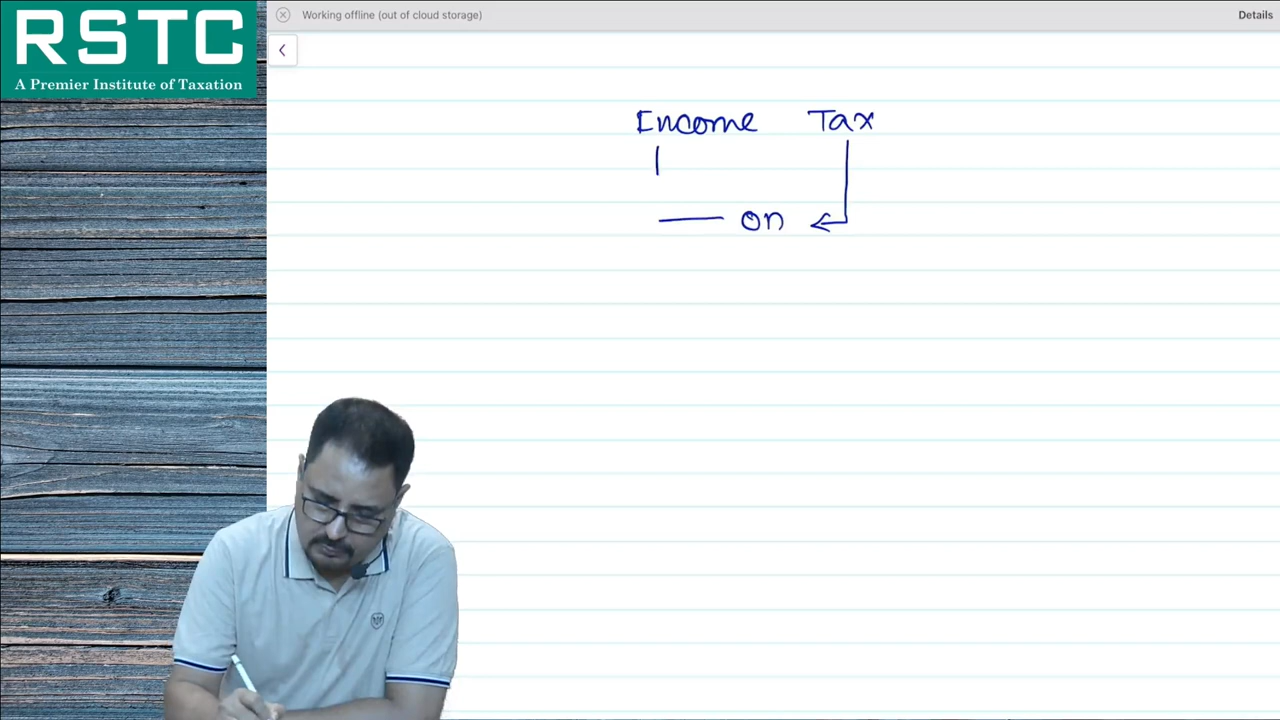 RSTC
A Premier Institute of Taxation
Working offline (out of cloud storage)
Details
Income Tax
on